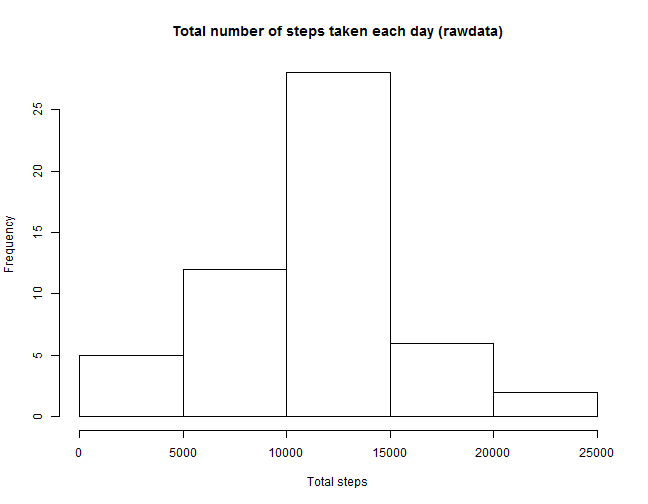 Total number of steps taken each day (rawdata)
Frequency
25
20
15
10
5
0
0 5000 10000 15000 20000 25000
Total steps